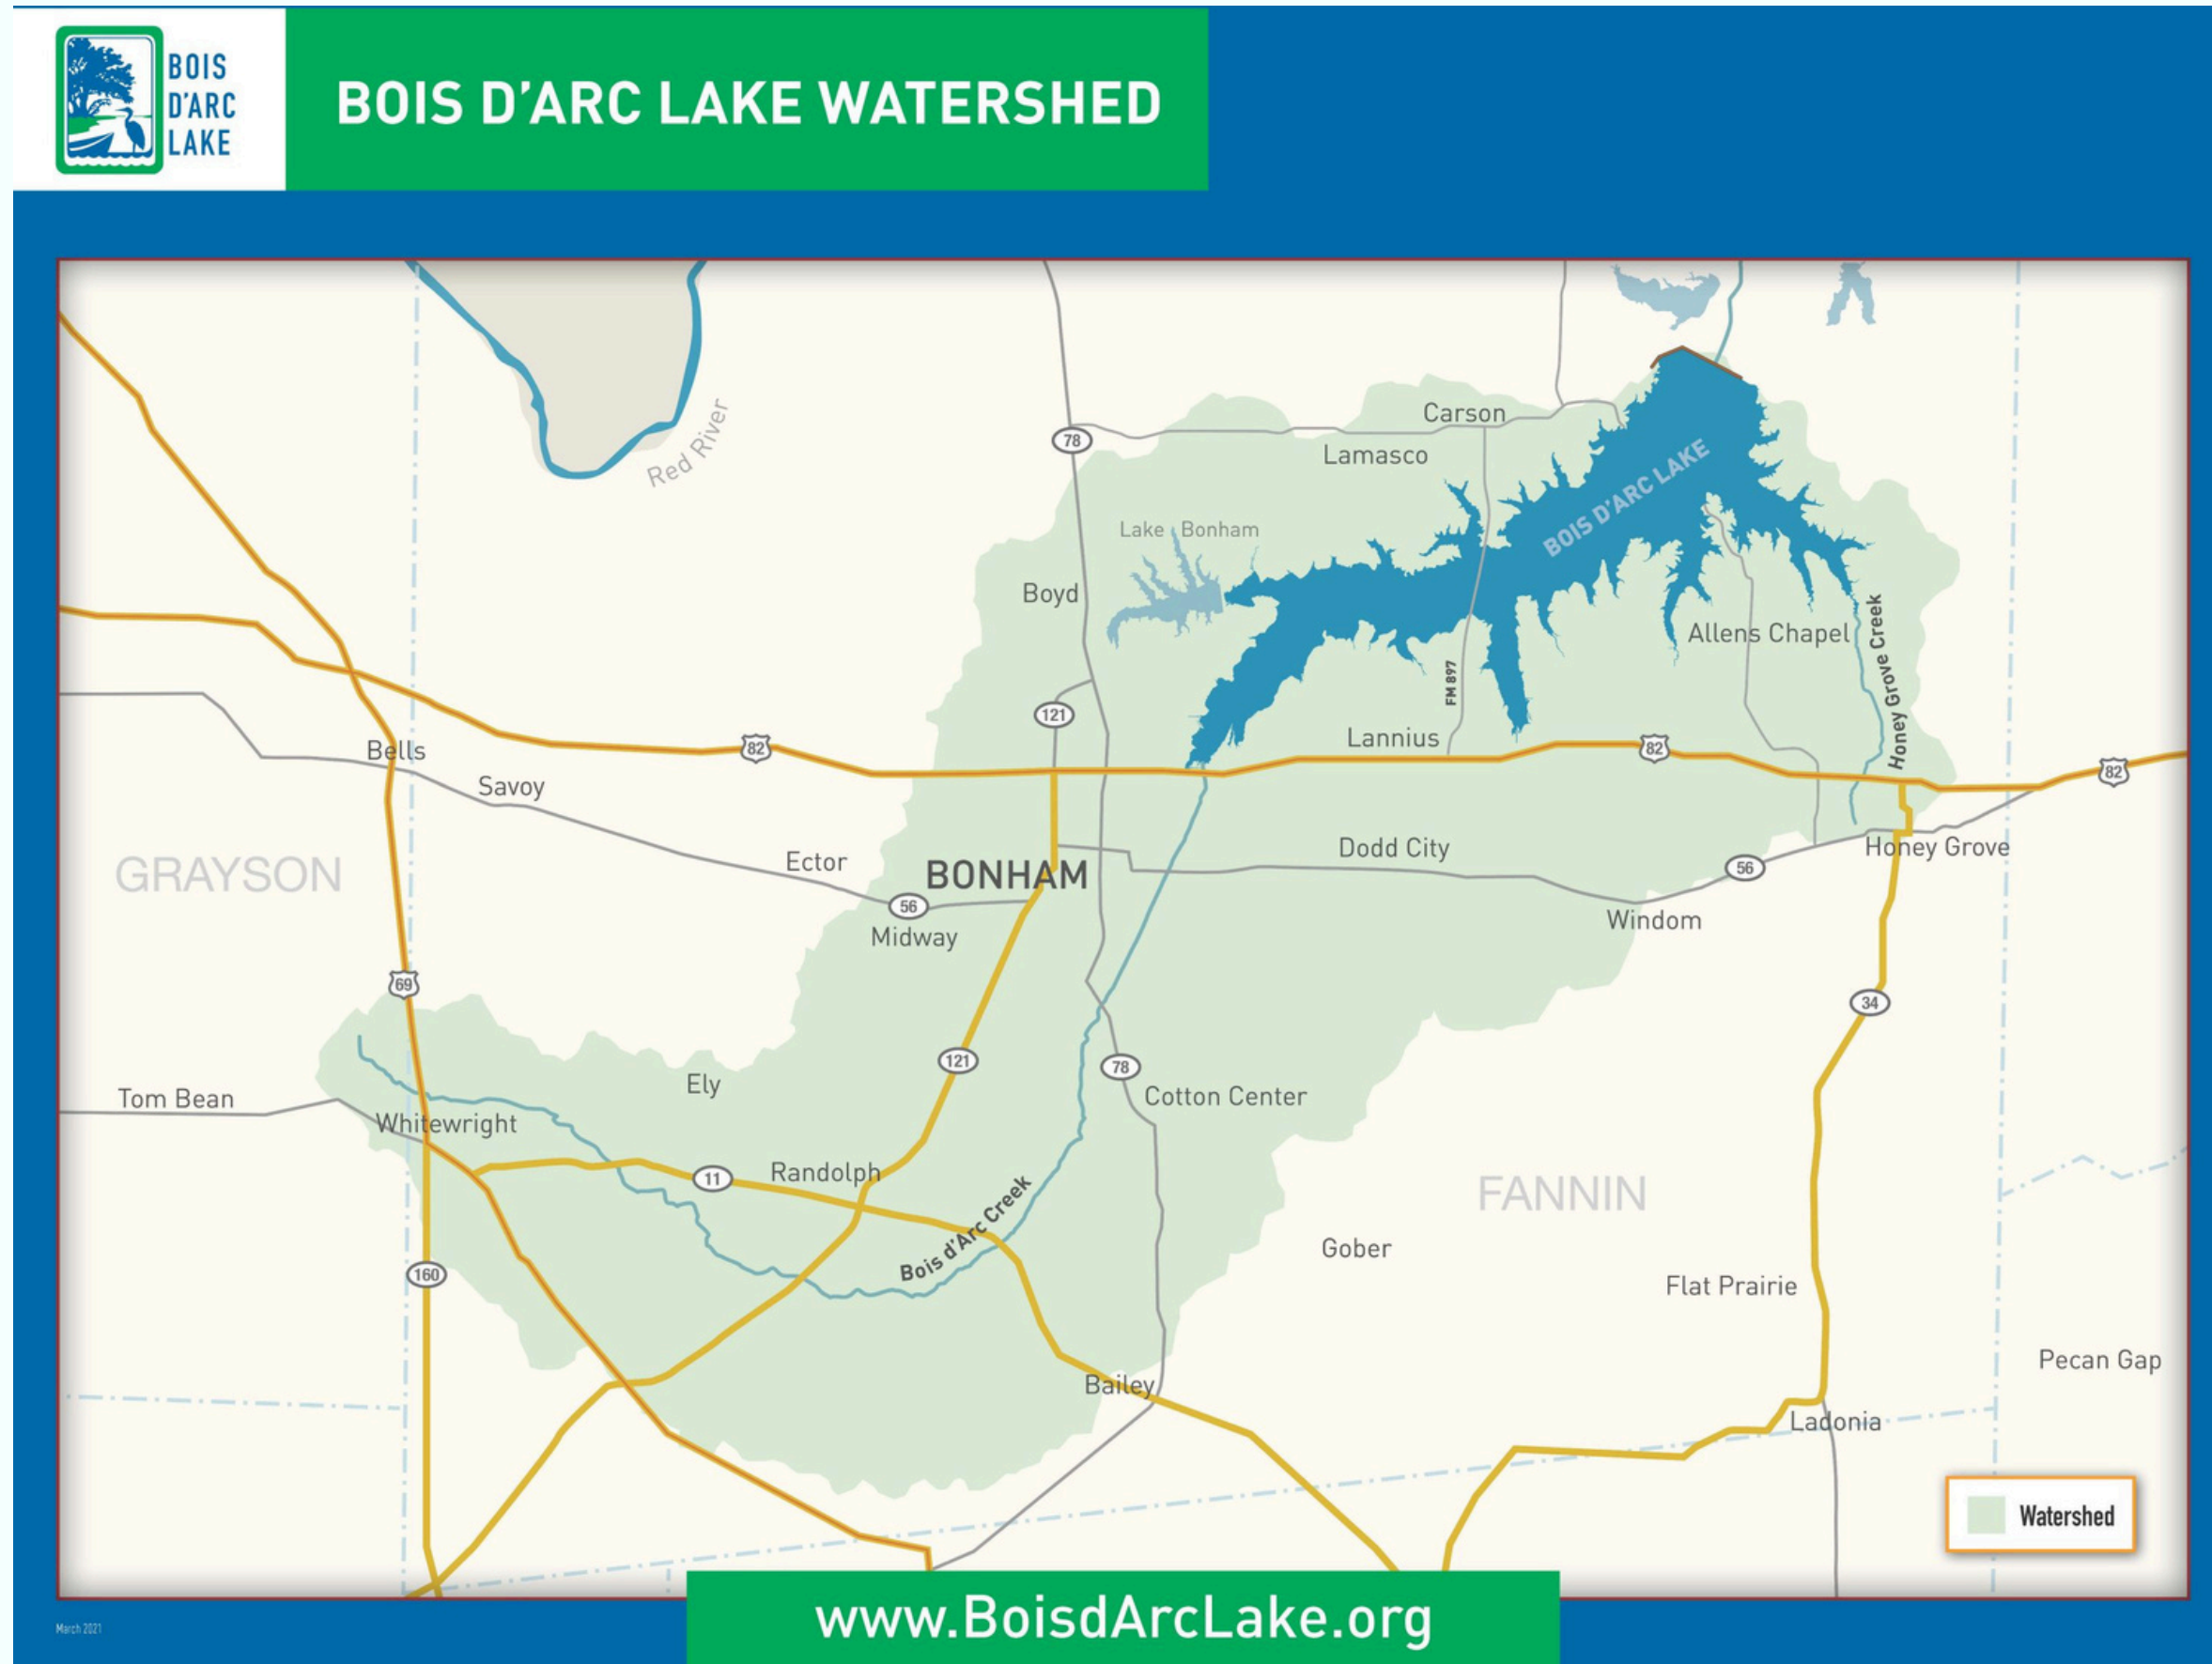 BOIS
D'ARC
LAKE
BOIS D'ARC LAKE WATERSHED
Red River
78
Carson
Lamasco
BOIS D'ARC LAKE
Lake Bonham
Boyd
Allens Chapel
Honey Grove Creek
FM 897
121
Lannius
82
82
82
Bells
Savoy
Ector
BONHAM
Dodd City
Honey Grove
GRAYSON
56
56
Midway
Windom
69
34
121
78
Ely
Cotton Center
Tom Bean
Whitewright
11
Randolph
Bois d'Arc Creek
FANNIN
Gober
160
Flat Prairie
Pecan Gap
Bailey
Ladonia
Watershed
www.BoisdArcLake.org
March 2021